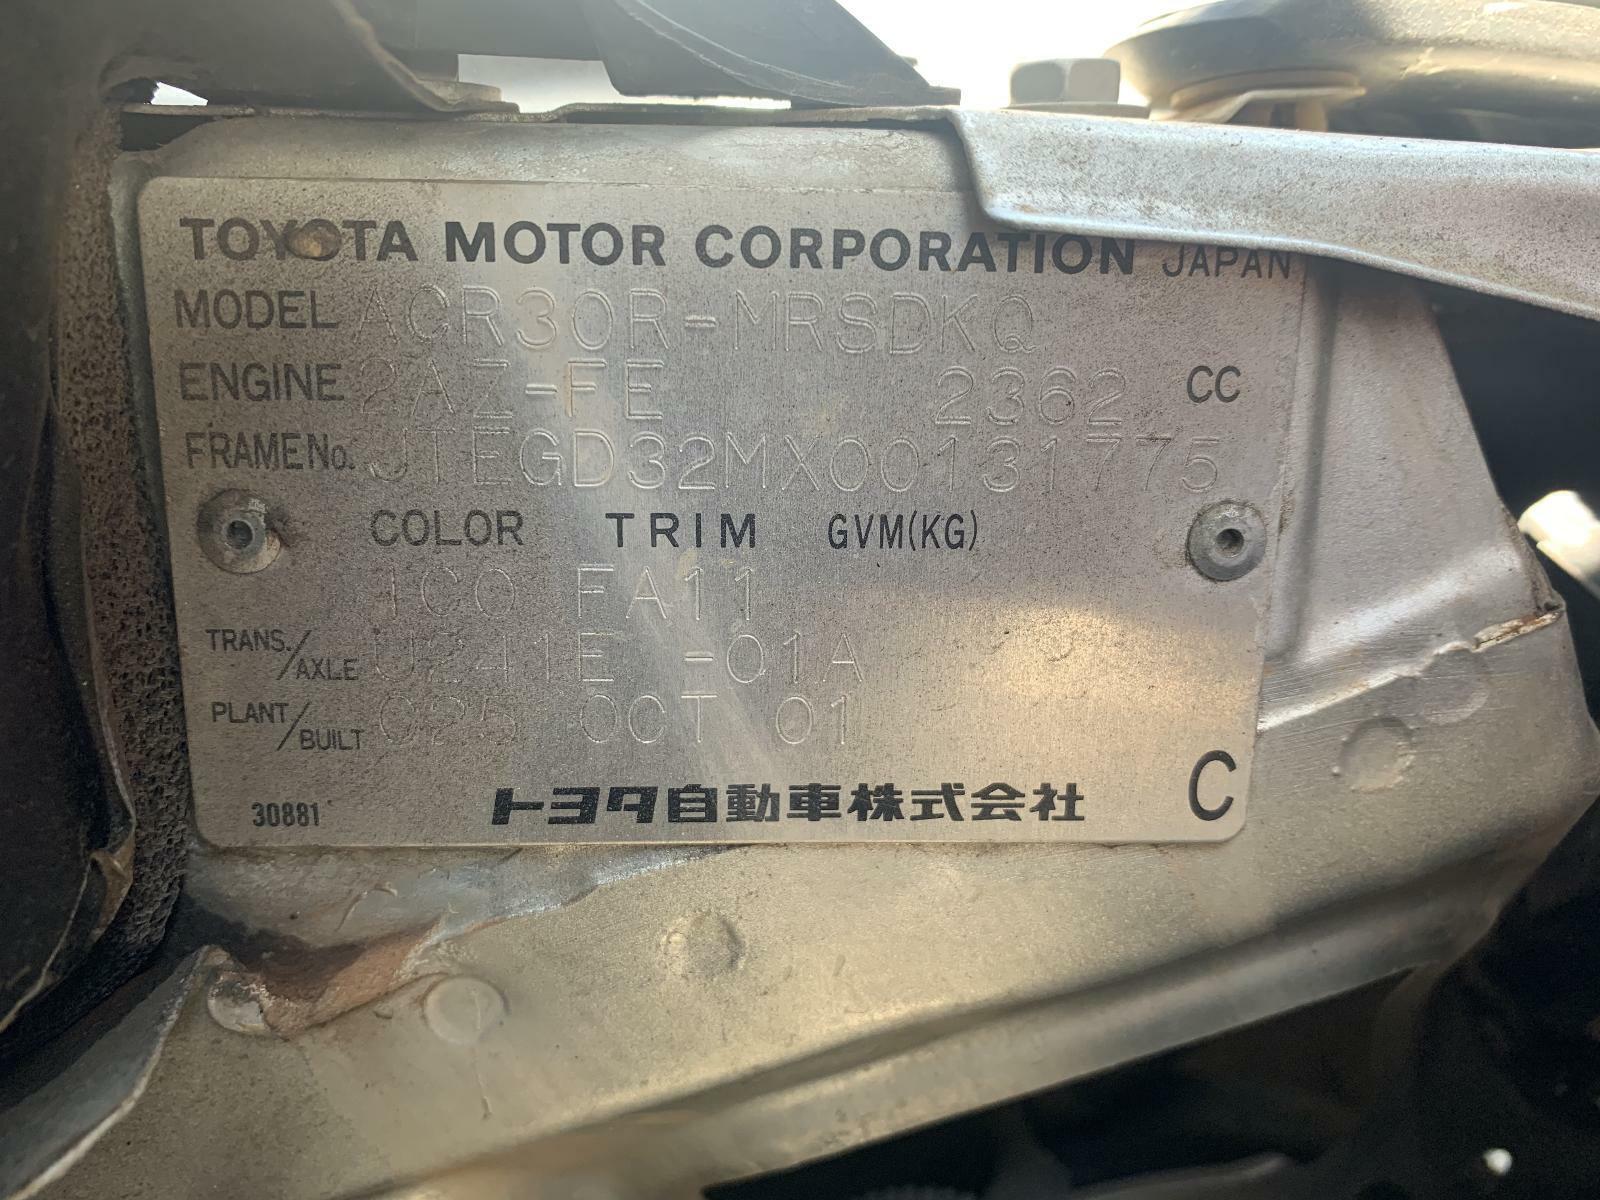 TOYOTA MOTOR CORPORATION JAPAN
MODEL ACR30R-MRSDKQ
ENGINE 2AZ-FE 2362 CC
FRAME No. JTEGD32MX00131775
COLOR TRIM GVM(KG)
1C0 FA11
TRANS./AXLE U241E -01A
PLANT/BUILT C25 OCT 01
30881 トヨタ自動車株式会社 C